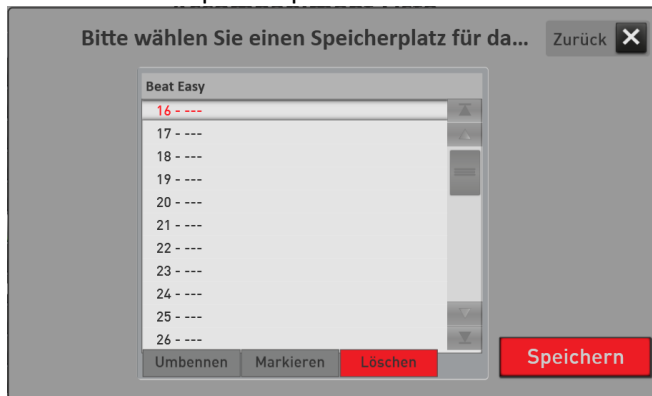 Bitte wählen Sie einen Speicherplatz für da...
Zurück
Beat Easy
16 - ---
17 - ---
18 - ---
19 - ---
20 - ---
21 - ---
22 - ---
23 - ---
24 - ---
25 - ---
26 - ---
Umbennen Markieren Löschen
Speichern